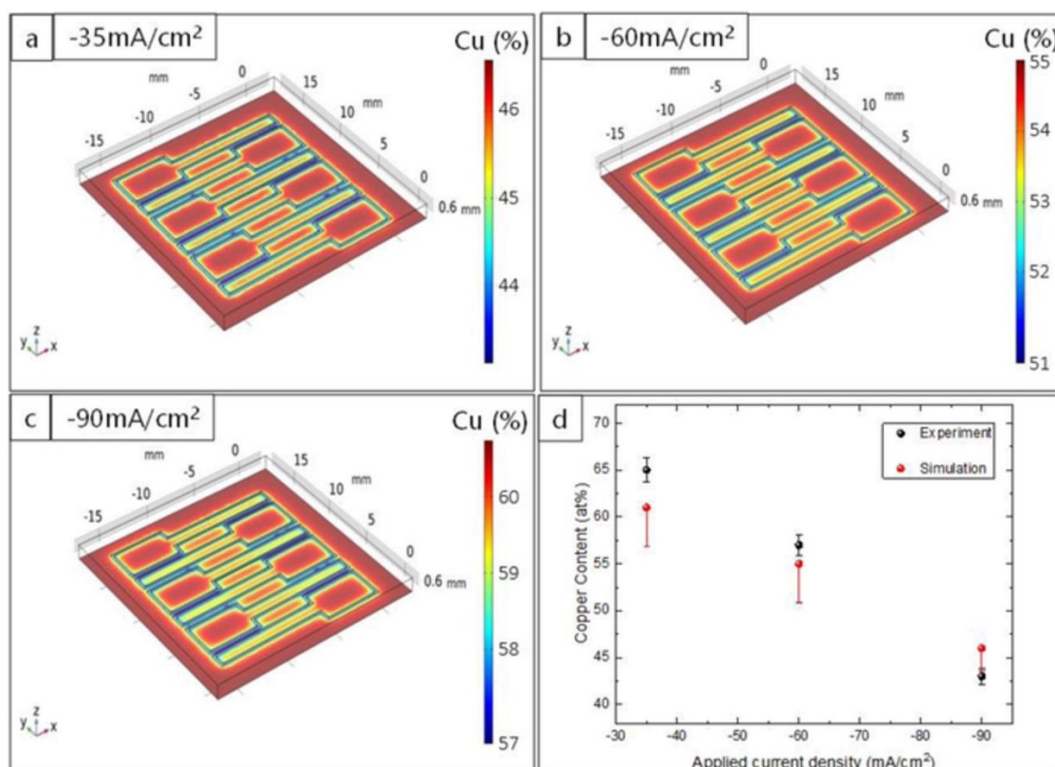 a
-35mA/cm²
Cu (%)
mm
0
-5
-10
-15
15
mm
10
5
0
0.6 mm
46
45
44
y z x
b
-60mA/cm²
Cu (%)
mm
0
-5
-10
-15
15
mm
10
5
0
0.6 mm
55
54
53
52
51
y z x
c
-90mA/cm²
Cu (%)
mm
0
-5
-10
-15
15
mm
10
5
0
0.6 mm
60
59
58
57
y z x
d
Experiment
Simulation
70
65
60
55
50
45
40
Copper Content (at%)
-30 -40 -50 -60 -70 -80 -90
Applied current density (mA/cm²)